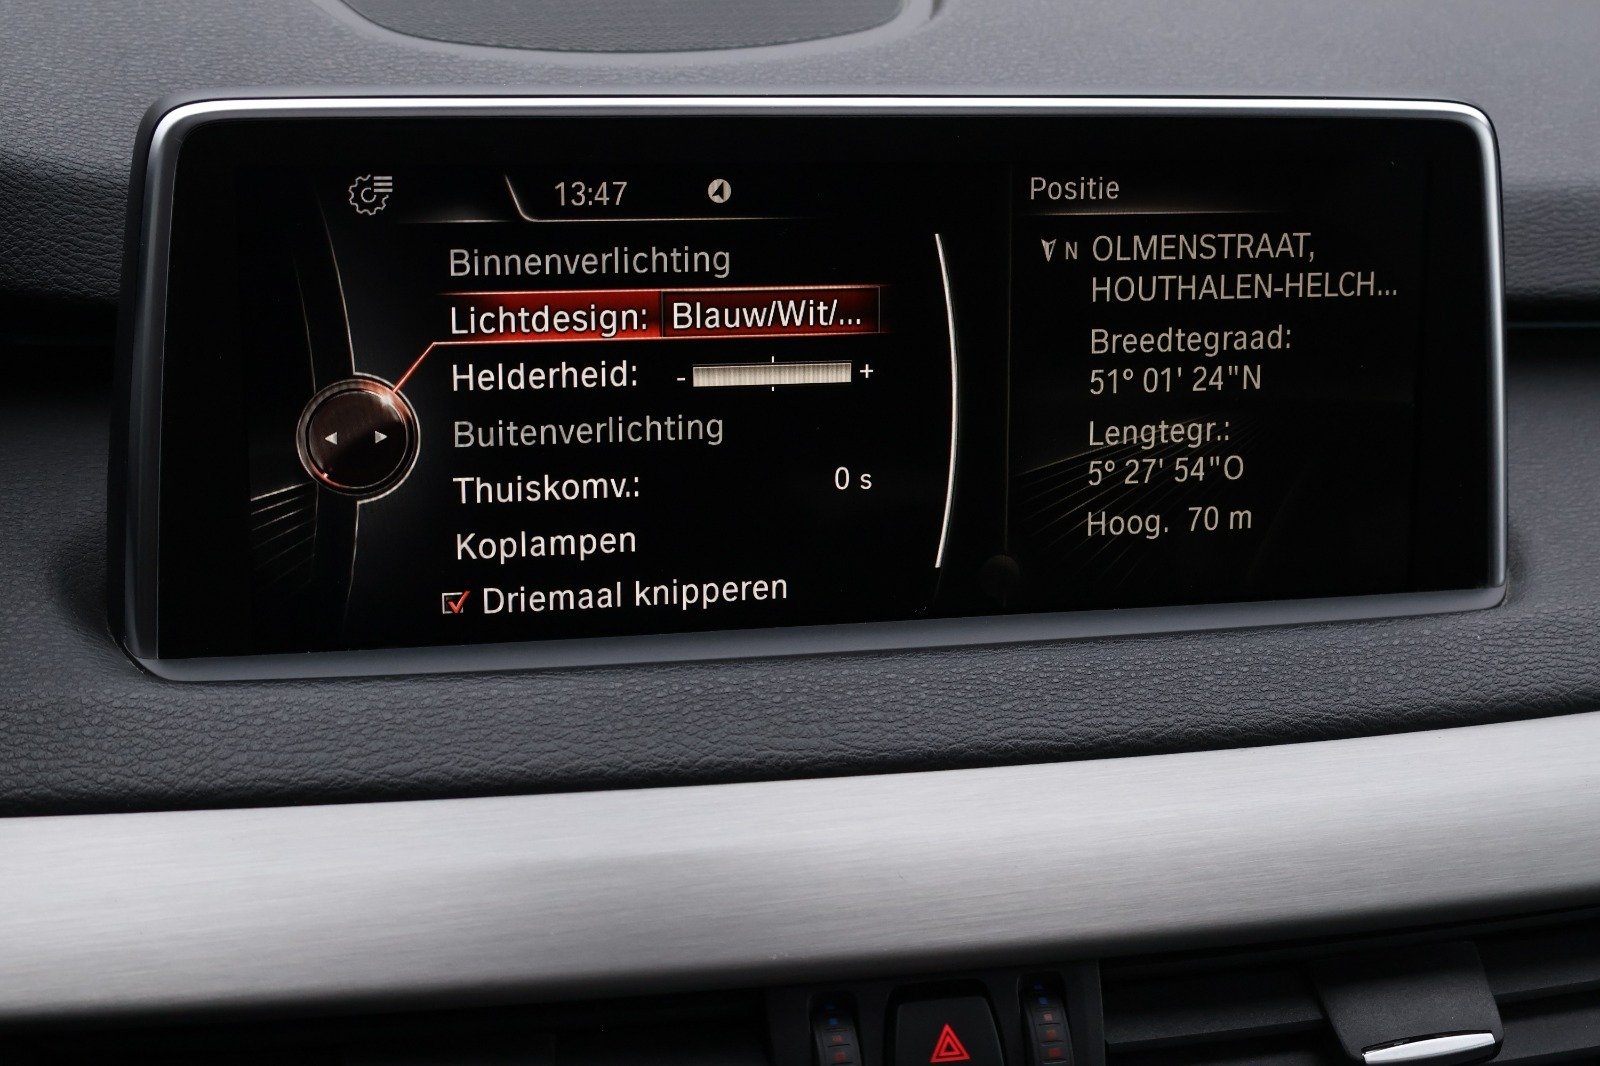 13:47
Binnenverlichting
Lichtdesign: Blauw/Wit/...
Helderheid: - +
Buitenverlichting
Thuiskomv.: 0 s
Koplampen
Driemaal knipperen
Positie
N OLMENSTRAAT,
HOUTHALEN-HELCH...
Breedtegraad:
51° 01' 24"N
Lengtegr.:
5° 27' 54"O
Hoog. 70 m